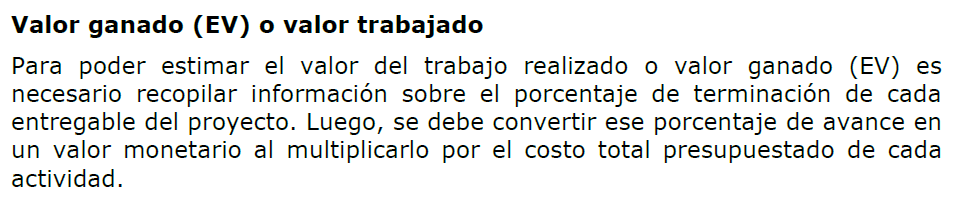 Valor ganado (EV) o valor trabajado
Para poder estimar el valor del trabajo realizado o valor ganado (EV) es
necesario recopilar información sobre el porcentaje de terminación de cada
entregable del proyecto. Luego, se debe convertir ese porcentaje de avance en
un valor monetario al multiplicarlo por el costo total presupuestado de cada
actividad.